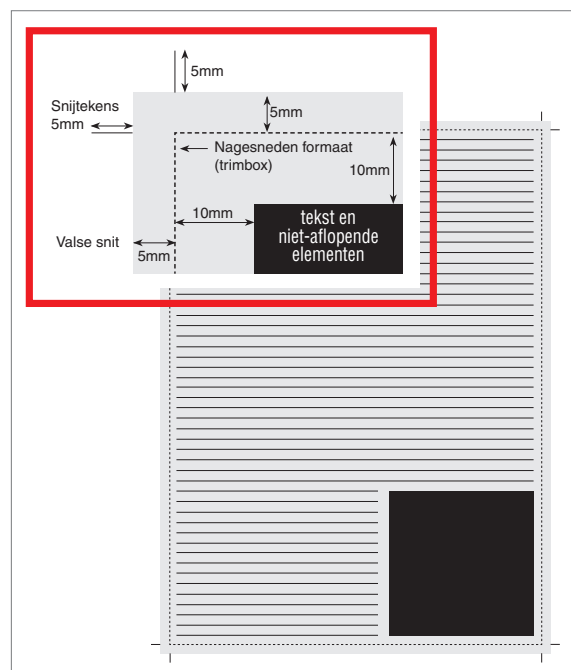 5mm
Snijtekens
5mm
5mm
Nagesneden formaat
(trimbox)
10mm
10mm
tekst en
niet-aflopende
elementen
Valse snit
5mm